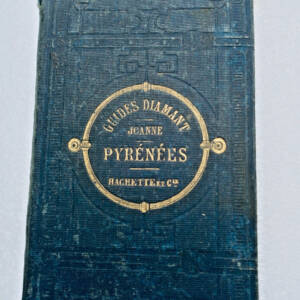 GUIDES DIAMANT
JOANNE
PYRÉNÉES
HACHETTE ET Cie